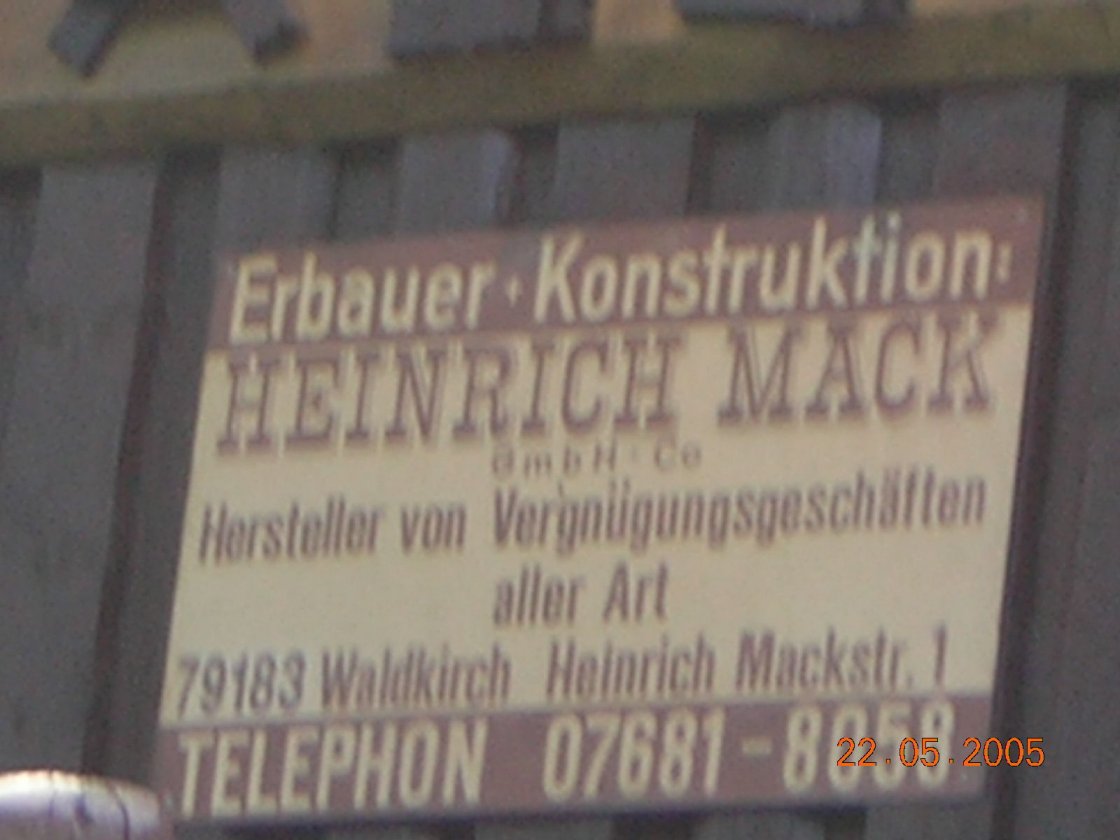 Erbauer + Konstruktion:
HEINRICH MACK
GmbH · Co
Hersteller von Vergnügungsgeschäften
aller Art
79183 Waldkirch Heinrich Mackstr. 1
TELEPHON 07681 - 8058
22.05.2005